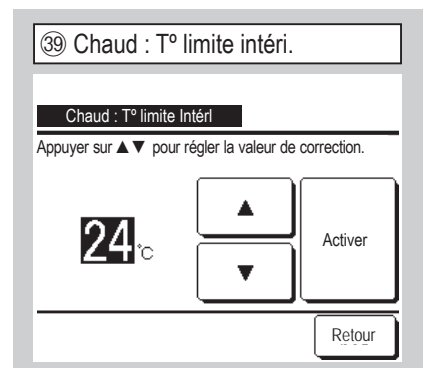 ㊴ Chaud : Tº limite intéri.
Chaud : Tº limite Intérl
Appuyer sur ▲▼ pour régler la valeur de correction.
▲
24°C
Activer
▼
Retour